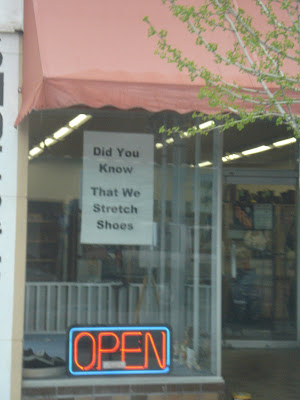 Did You
Know
That We
Stretch
Shoes
OPEN